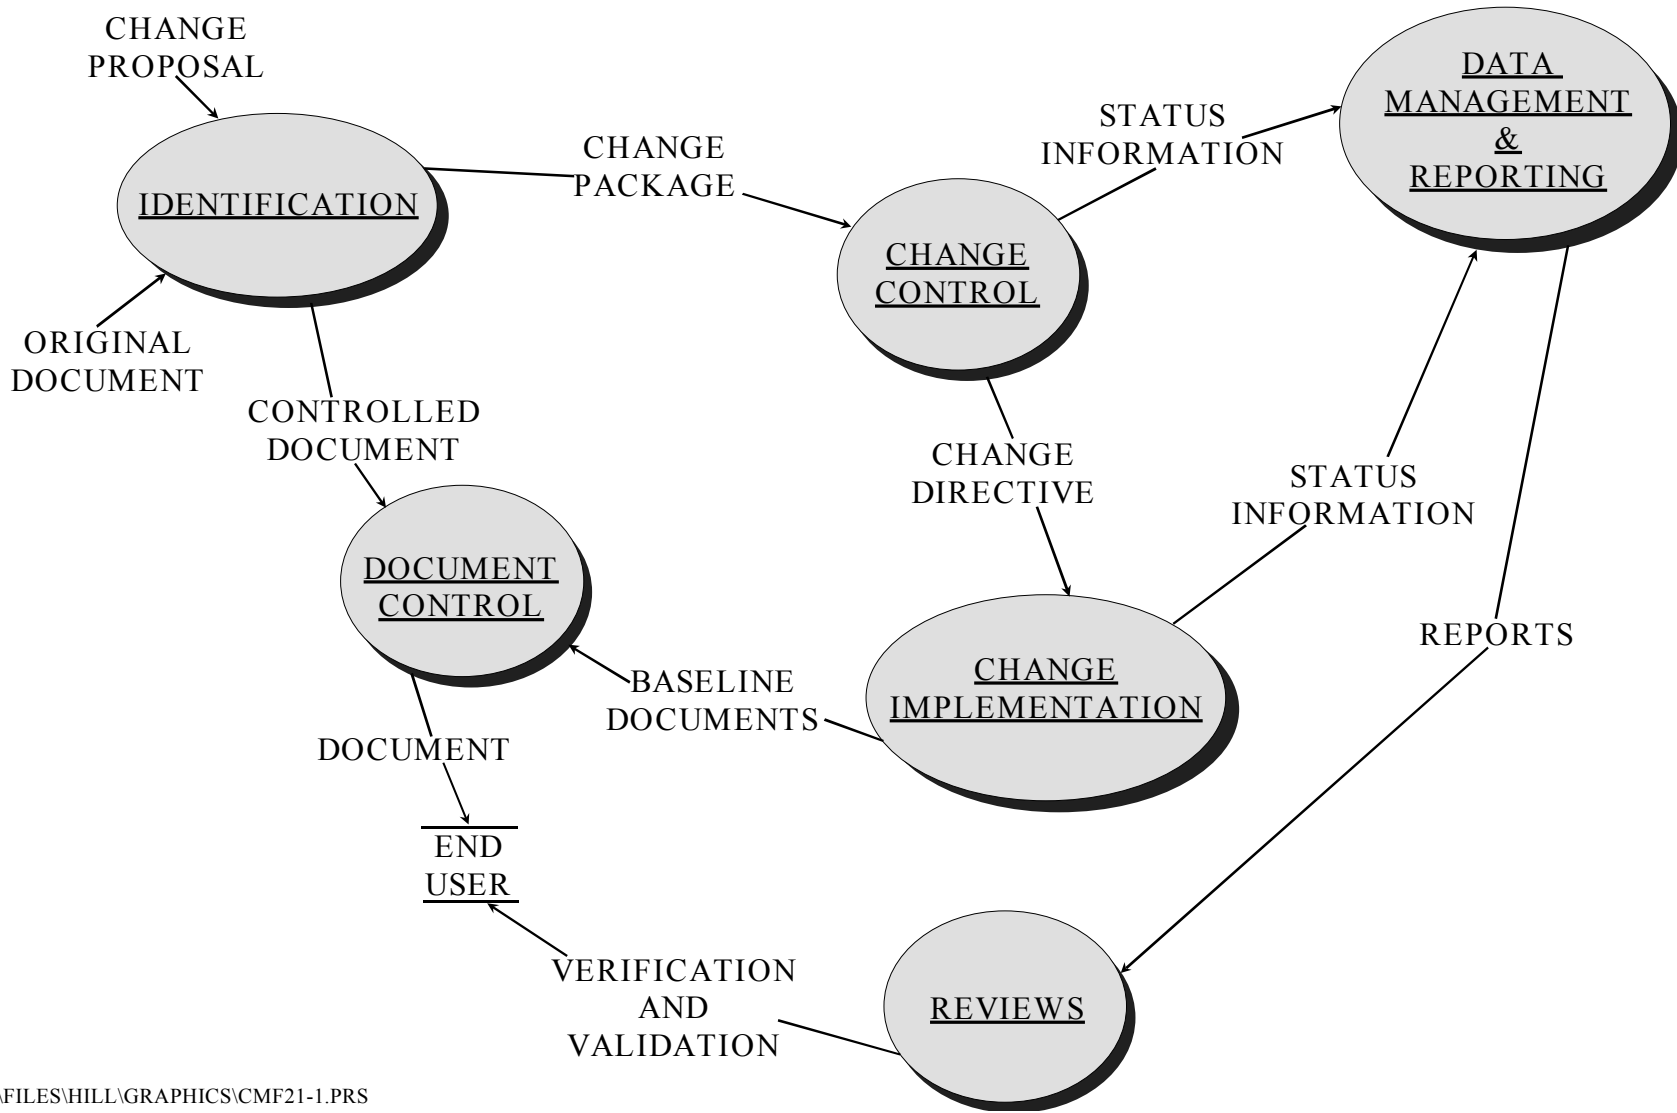 CHANGE
PROPOSAL
DATA
MANAGEMENT
&
REPORTING
STATUS
INFORMATION
CHANGE
PACKAGE
IDENTIFICATION
CHANGE
CONTROL
ORIGINAL
DOCUMENT
CONTROLLED
DOCUMENT
CHANGE
DIRECTIVE
STATUS
INFORMATION
DOCUMENT
CONTROL
REPORTS
CHANGE
IMPLEMENTATION
BASELINE
DOCUMENTS
DOCUMENT
END
USER
VERIFICATION
AND
VALIDATION
REVIEWS
\FILES\HILL\GRAPHICS\CMF21-1.PRS